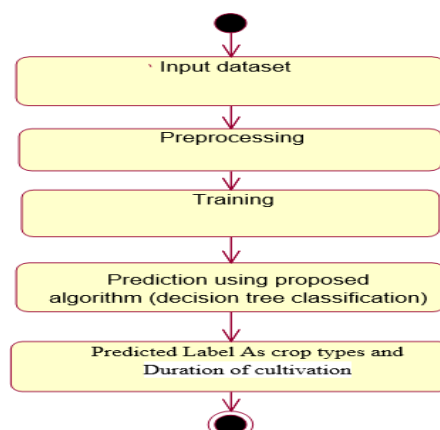 Input dataset
Preprocessing
Training
Prediction using proposed
algorithm (decision tree classification)
Predicted Label As crop types and
Duration of cultivation